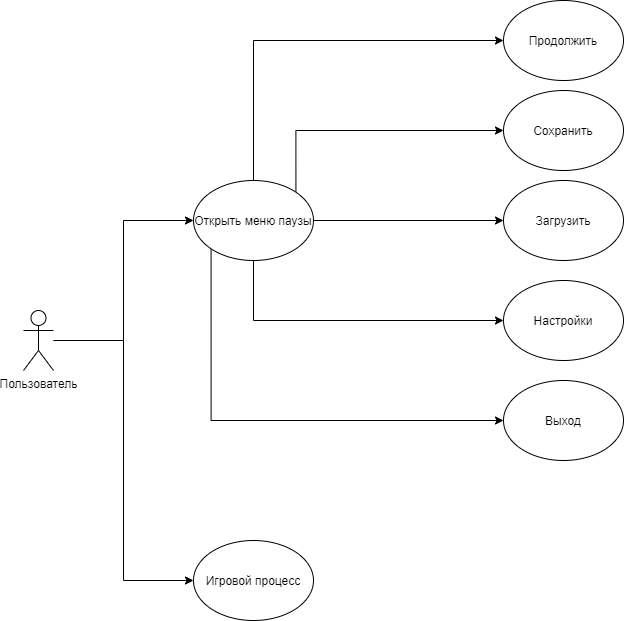 Продолжить
Сохранить
Открыть меню паузы
Загрузить
Настройки
Пользователь
Выход
Игровой процесс